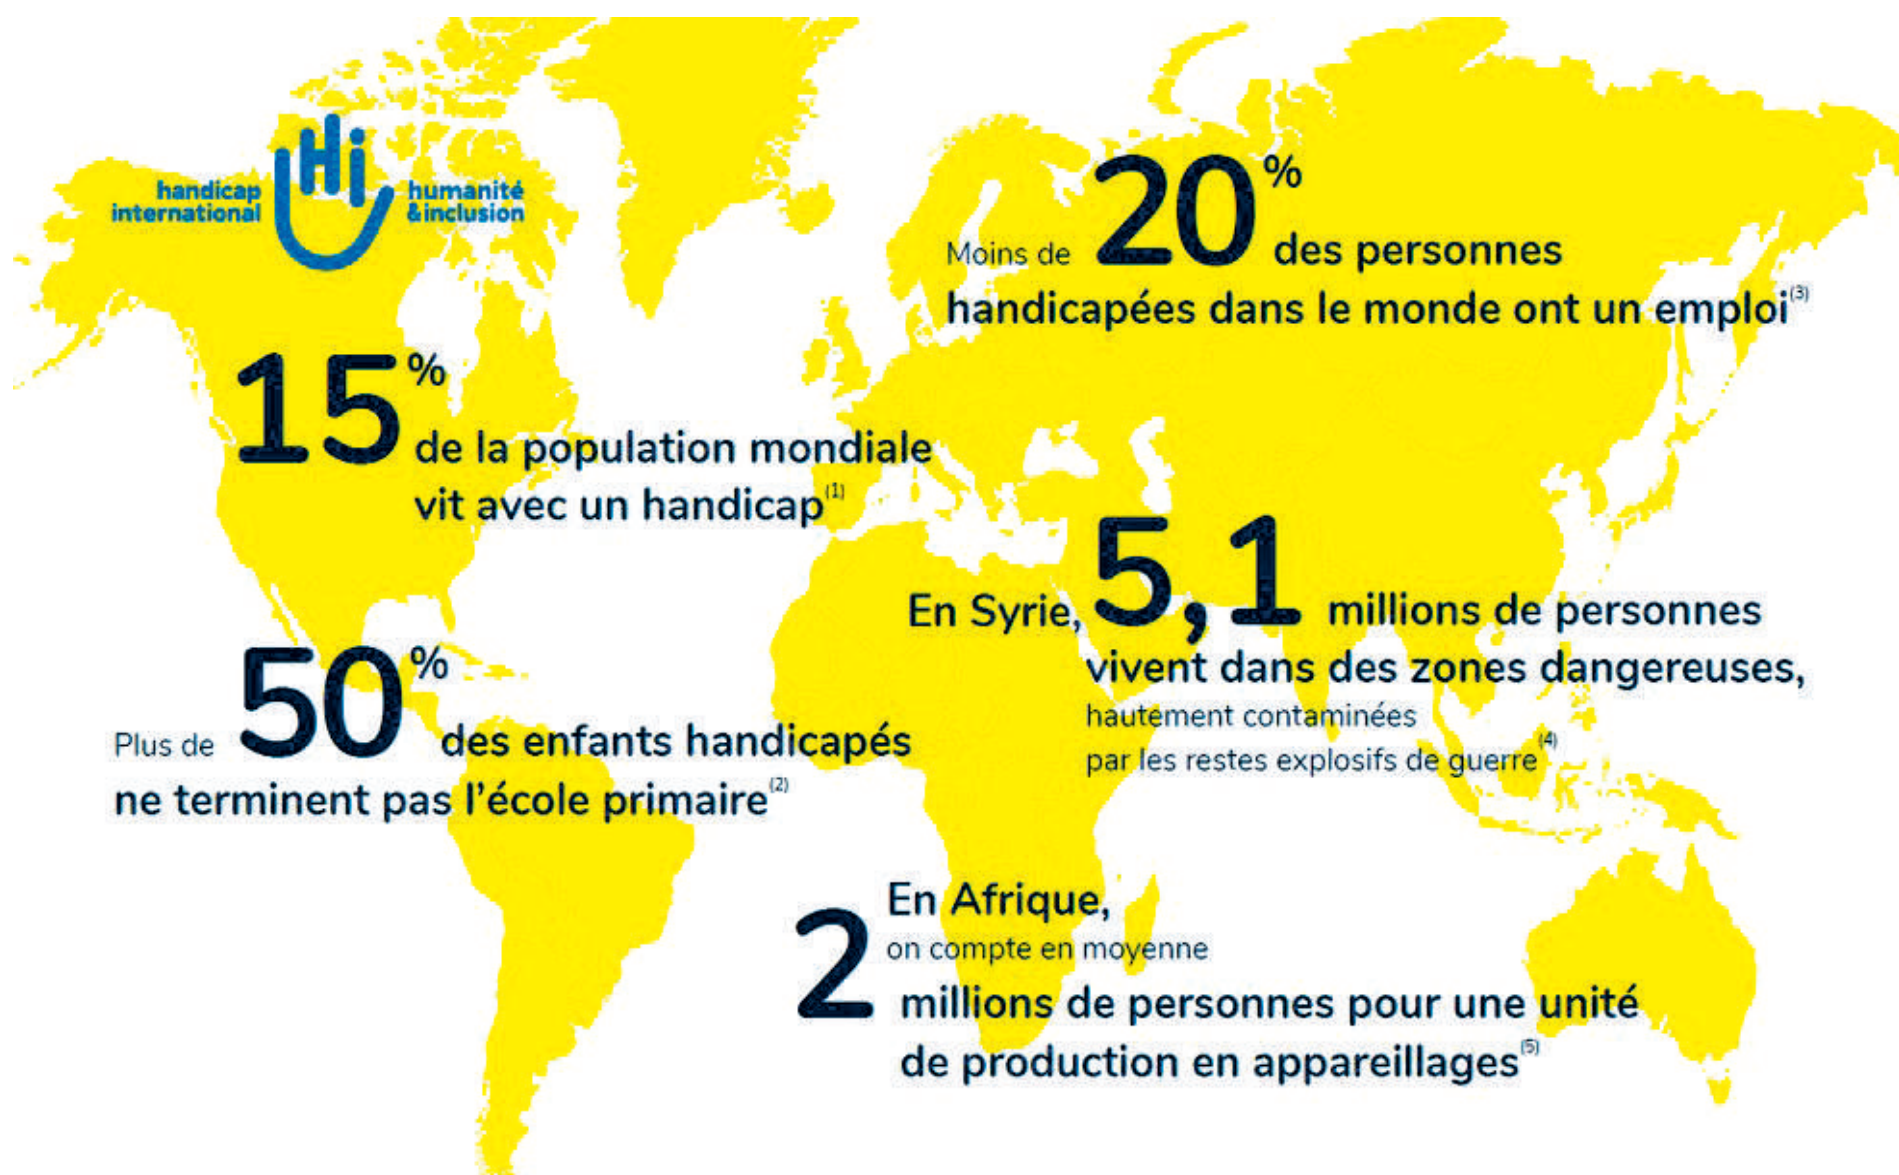 handicap
international
Hi
humanité
&inclusion
15%
de la population mondiale
vit avec un handicap(1)
Plus de 50% des enfants handicapés
ne terminent pas l'école primaire(2)
Moins de 20% des personnes
handicapées dans le monde ont un emploi(3)
En Syrie, 5,1 millions de personnes
vivent dans des zones dangereuses,
hautement contaminées
par les restes explosifs de guerre(4)
En Afrique,
on compte en moyenne
2 millions de personnes pour une unité
de production en appareillages(5)